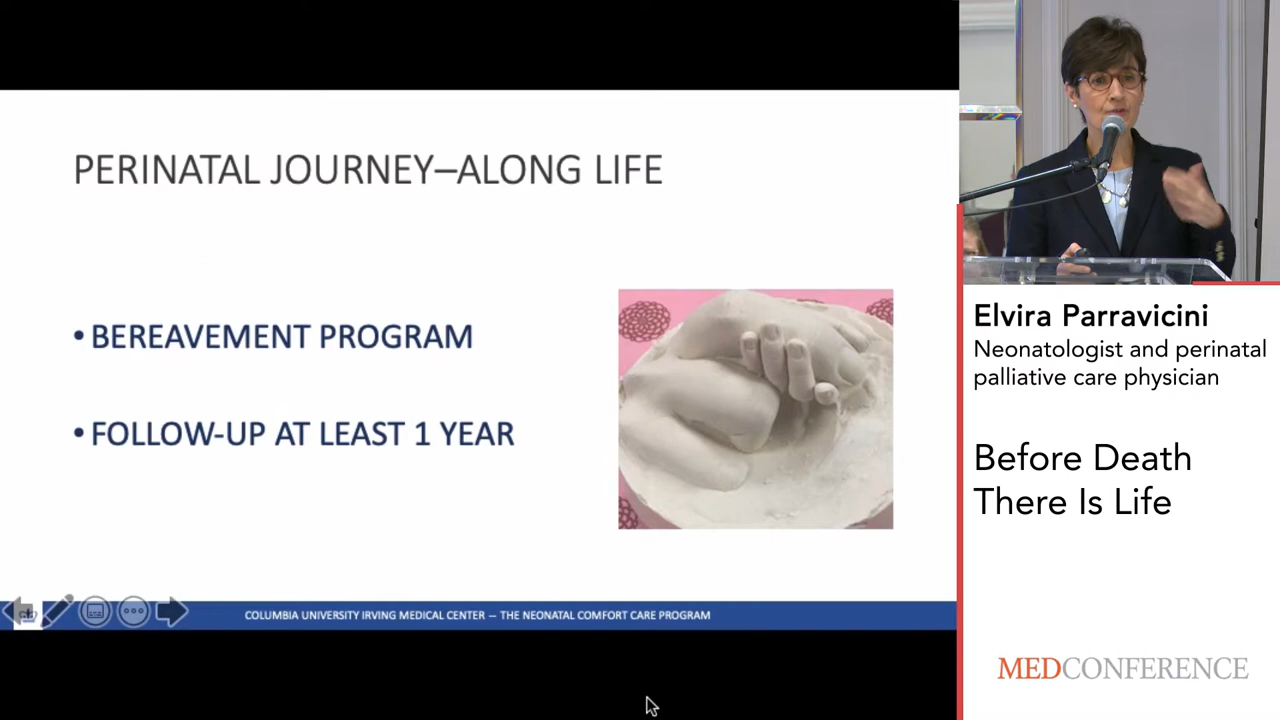 PERINATAL JOURNEY–ALONG LIFE
• BEREAVEMENT PROGRAM
• FOLLOW-UP AT LEAST 1 YEAR
COLUMBIA UNIVERSITY IRVING MEDICAL CENTER – THE NEONATAL COMFORT CARE PROGRAM
Elvira Parravicini
Neonatologist and perinatal
palliative care physician
Before Death
There Is Life
MEDCONFERENCE